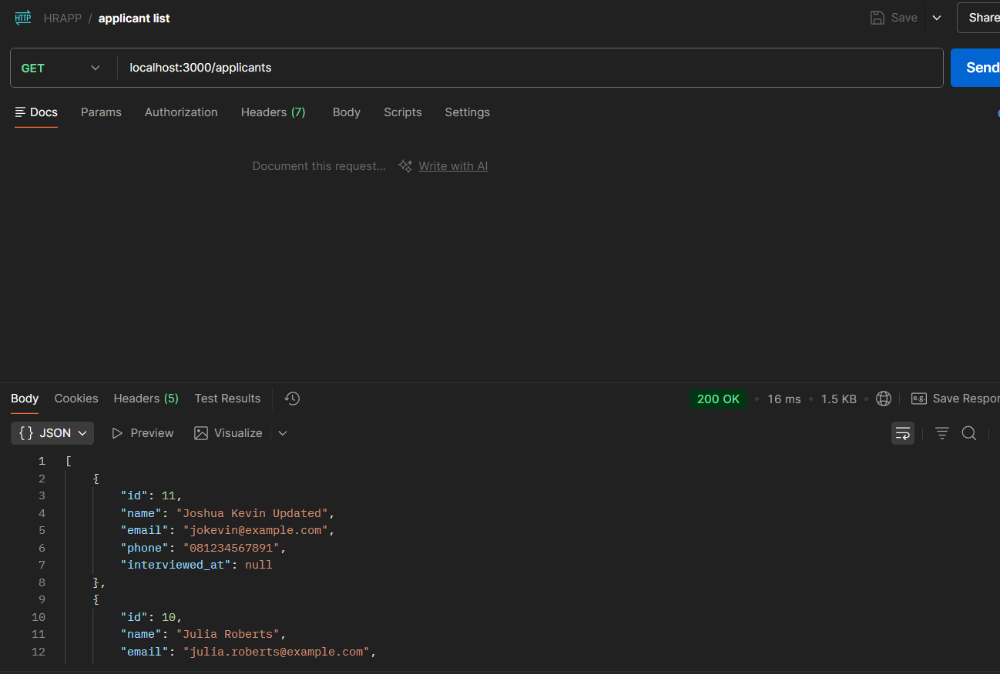 HTTP HRAPP / applicant list Save Share
GET localhost:3000/applicants Send
Docs Params Authorization Headers (7) Body Scripts Settings
Document this request... Write with AI
Body Cookies Headers (5) Test Results 200 OK • 16 ms • 1.5 KB • e.g. Save Respon
{} JSON Preview Visualize
1 [
2 {
3 "id": 11,
4 "name": "Joshua Kevin Updated",
5 "email": "jokevin@example.com",
6 "phone": "081234567891",
7 "interviewed_at": null
8 },
9 {
10 "id": 10,
11 "name": "Julia Roberts",
12 "email": "julia.roberts@example.com",